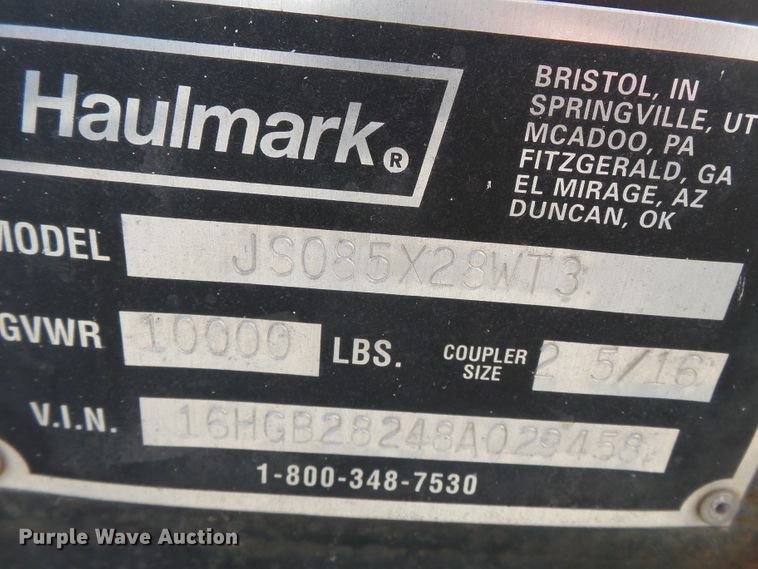 Haulmark®
BRISTOL, IN
SPRINGVILLE, UT
MCADOO, PA
FITZGERALD, GA
EL MIRAGE, AZ
DUNCAN, OK
MODEL JS085X28WT3
GVWR 10000 LBS. COUPLER SIZE 2 5/16
V.I.N. 16HGB28248A029458
1-800-348-7530
Purple Wave Auction